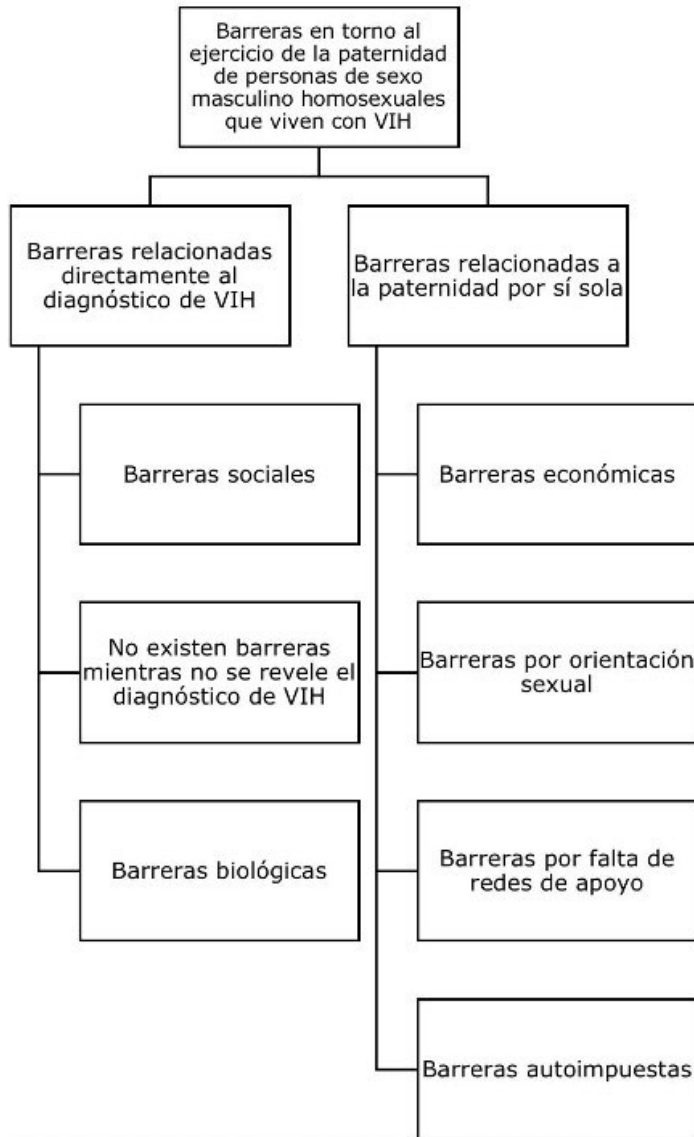 Barreras en torno al
ejercicio de la paternidad
de personas de sexo
masculino homosexuales
que viven con VIH
Barreras relacionadas
directamente al
diagnóstico de VIH
Barreras relacionadas a
la paternidad por sí sola
Barreras sociales
Barreras económicas
No existen barreras
mientras no se revele el
diagnóstico de VIH
Barreras por orientación
sexual
Barreras biológicas
Barreras por falta de
redes de apoyo
Barreras autoimpuestas